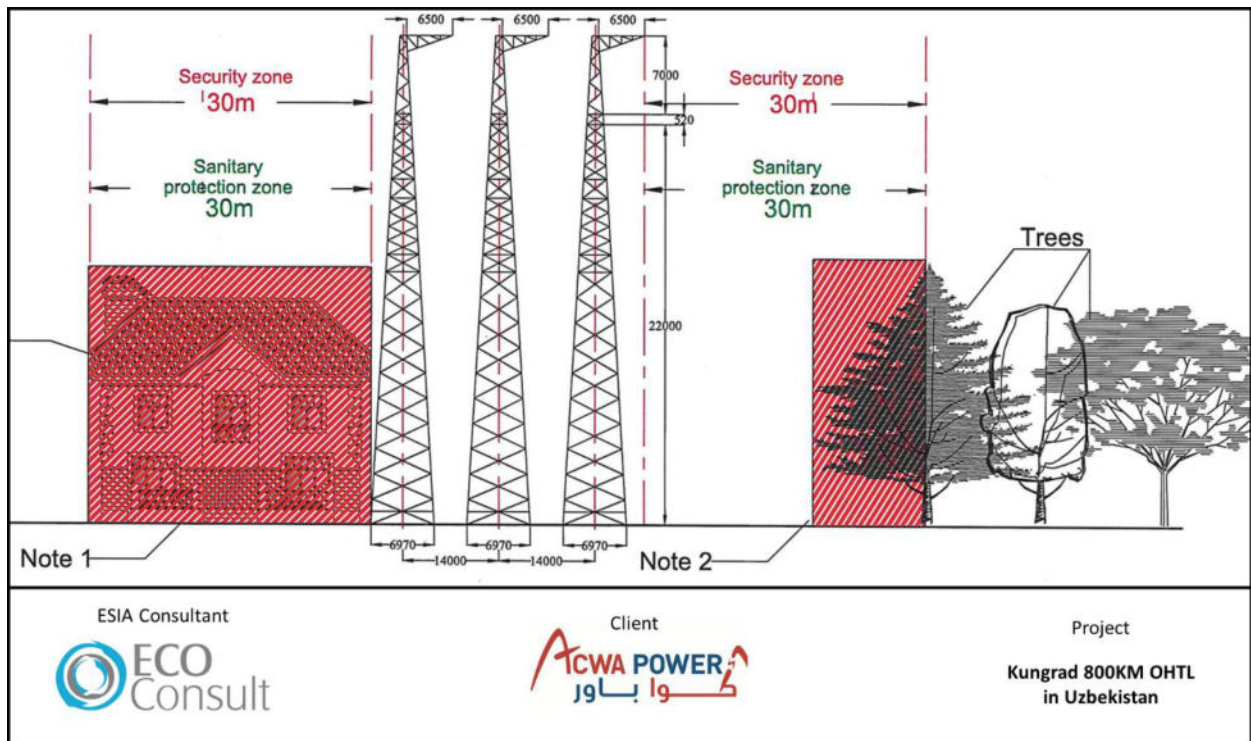 6500
6500
6500
Security zone
30m
Security zone
30m
7000
520
Sanitary
protection zone
30m
Sanitary
protection zone
30m
Trees
22000
Note 1
6970
6970
6970
14000
14000
Note 2
ESIA Consultant
ECO
Consult
Client
ACWA POWER
أكوا باور
Project
Kungrad 800KM OHTL
in Uzbekistan